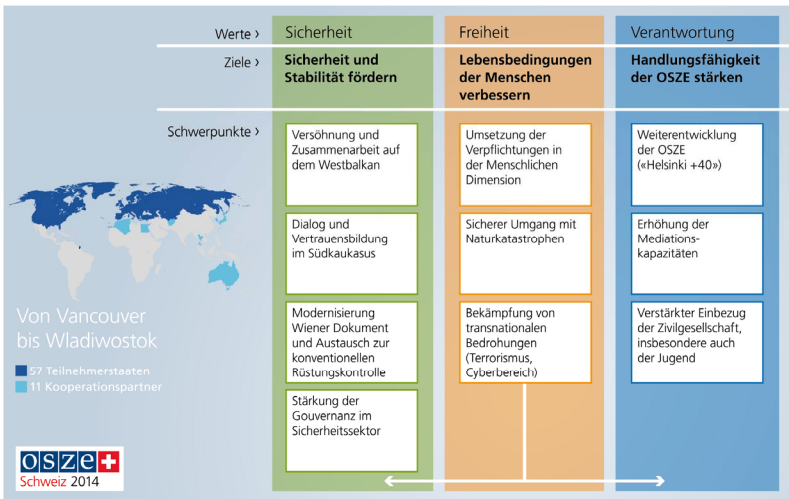 Werte ›
Sicherheit
Freiheit
Verantwortung
Ziele ›
Sicherheit und
Stabilität fördern
Lebensbedingungen
der Menschen
verbessern
Handlungsfähigkeit
der OSZE stärken
Schwerpunkte ›
Versöhnung und
Zusammenarbeit auf
dem Westbalkan
Dialog und
Vertrauensbildung
im Südkaukasus
Modernisierung
Wiener Dokument
und Austausch zur
konventionellen
Rüstungskontrolle
Stärkung der
Gouvernanz im
Sicherheitssektor
Umsetzung der
Verpflichtungen in
der Menschlichen
Dimension
Sicherer Umgang mit
Naturkatastrophen
Bekämpfung von
transnationalen
Bedrohungen
(Terrorismus,
Cyberbereich)
Weiterentwicklung
der OSZE
(«Helsinki +40»)
Erhöhung der
Mediations-
kapazitäten
Verstärkter Einbezug
der Zivilgesellschaft,
insbesondere auch
der Jugend
Von Vancouver
bis Wladiwostok
57 Teilnehmerstaaten
11 Kooperationspartner
osze
Schweiz 2014